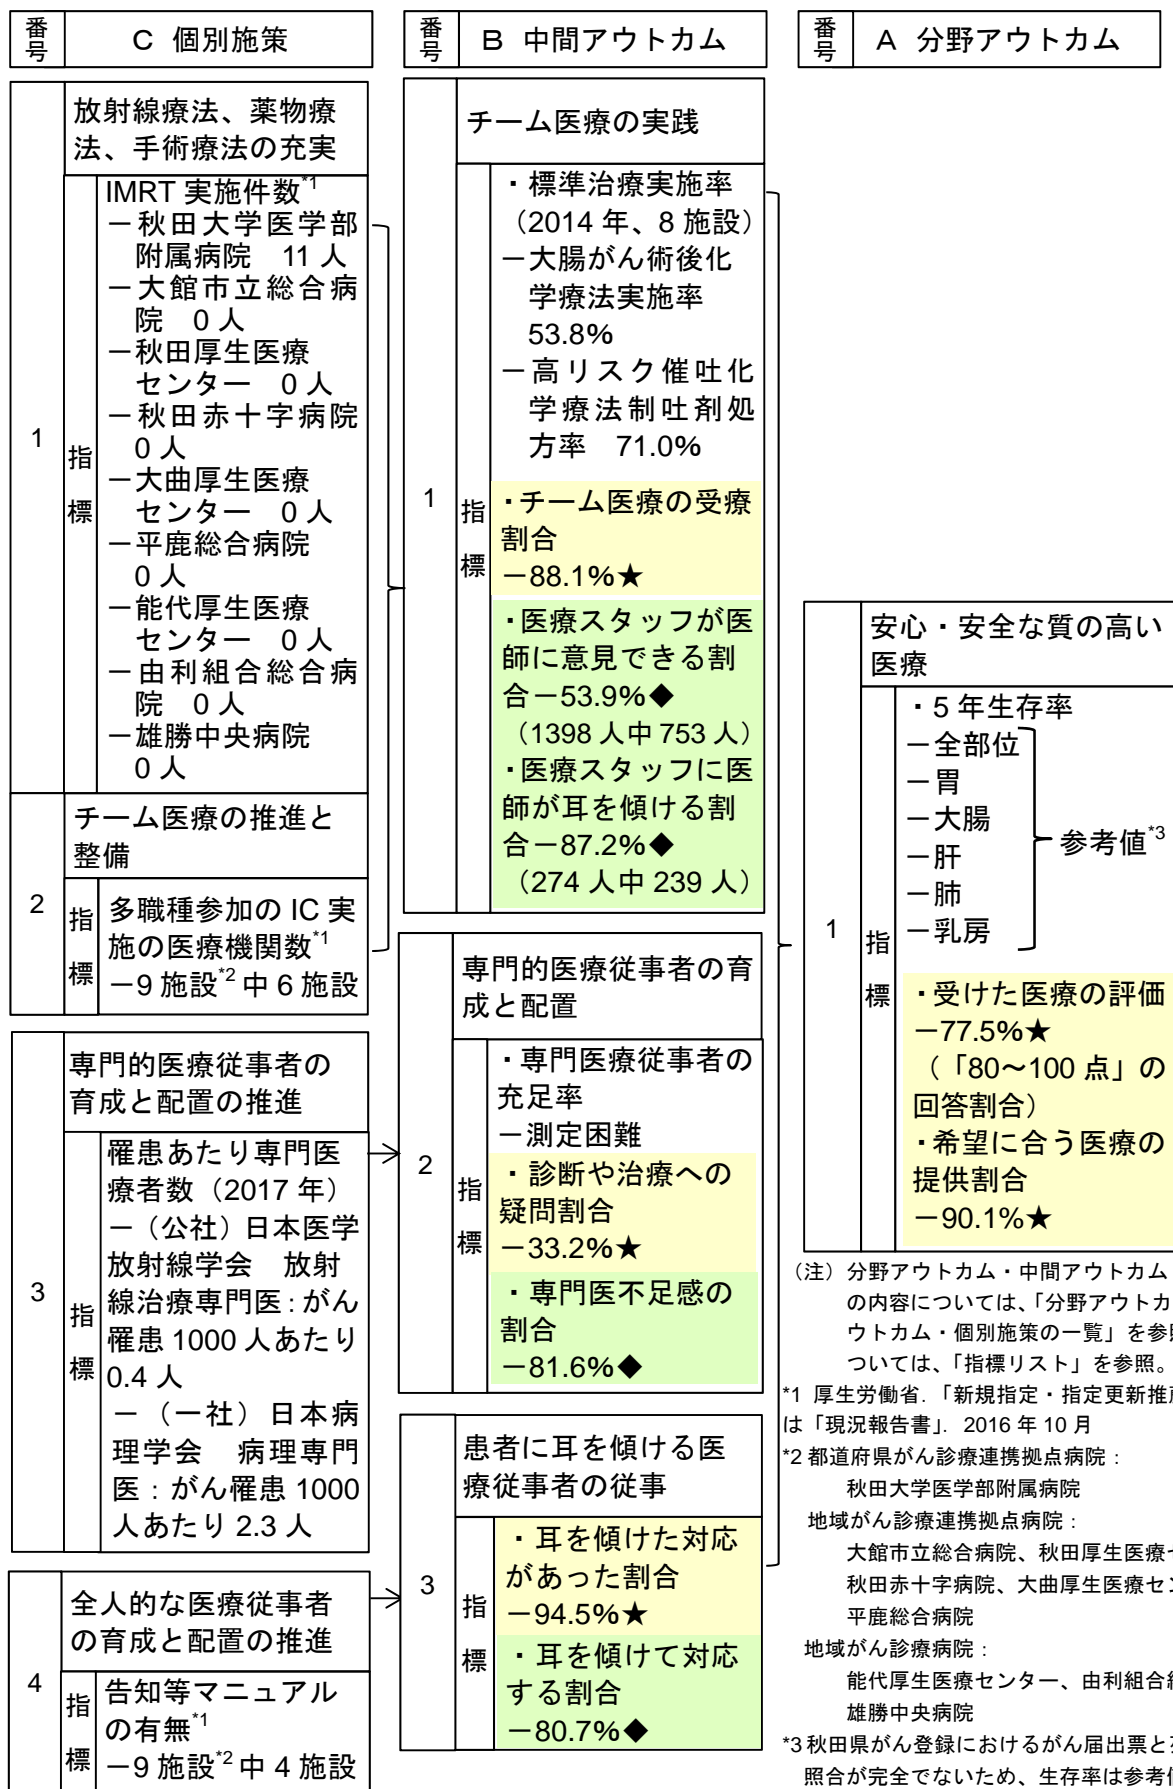 番号 C 個別施策
1
放射線療法、薬物療
法、手術療法の充実
指標
IMRT 実施件数*1
－秋田大学医学部
附属病院 11 人
－大館市立総合病
院 0 人
－秋田厚生医療
センター 0 人
－秋田赤十字病院
0 人
－大曲厚生医療
センター 0 人
－平鹿総合病院
0 人
－能代厚生医療
センター 0 人
－由利組合総合病
院 0 人
－雄勝中央病院
0 人
2
チーム医療の推進と
整備
指標
多職種参加の IC 実
施の医療機関数*1
－9 施設*2 中 6 施設
3
専門的医療従事者の
育成と配置の推進
指標
罹患あたり専門医
療者数（2017 年）
－（公社）日本医学
放射線学会 放射
線治療専門医：がん
罹患 1000 人あたり
0.4 人
－（一社）日本病
理学会 病理専門
医：がん罹患 1000
人あたり 2.3 人
4
全人的な医療従事者
の育成と配置の推進
指標
告知等マニュアル
の有無*1
－9 施設*2 中 4 施設
番号 B 中間アウトカム
1
チーム医療の実践
指標
・標準治療実施率
（2014 年、8 施設）
－大腸がん術後化
学療法実施率
53.8%
－高リスク催吐化
学療法制吐剤処
方率 71.0%
・チーム医療の受療
割合
－88.1%★
・医療スタッフが医
師に意見できる割
合－53.9%◆
（1398 人中 753 人）
・医療スタッフに医
師が耳を傾ける割
合－87.2%◆
（274 人中 239 人）
2
専門的医療従事者の育
成と配置
指標
・専門医療従事者の
充足率
－測定困難
・診断や治療への
疑問割合
－33.2%★
・専門医不足感の
割合
－81.6%◆
3
患者に耳を傾ける医
療従事者の従事
指標
・耳を傾けた対応
があった割合
－94.5%★
・耳を傾けて対応
する割合
－80.7%◆
番号 A 分野アウトカム
1
安心・安全な質の高い
医療
指標
・5 年生存率
－全部位
－胃
－大腸
－肝
－肺
－乳房
参考値*3
・受けた医療の評価
－77.5%★
（「80～100 点」の
回答割合）
・希望に合う医療の
提供割合
－90.1%★
（注）分野アウトカム・中間アウトカム
の内容については、「分野アウトカ
ウトカム・個別施策の一覧」を参
ついては、「指標リスト」を参照。
*1 厚生労働省．「新規指定・指定更新推
は「現況報告書」．2016 年 10 月
*2 都道府県がん診療連携拠点病院：
秋田大学医学部附属病院
地域がん診療連携拠点病院：
大館市立総合病院、秋田厚生医療
秋田赤十字病院、大曲厚生医療セ
平鹿総合病院
地域がん診療病院：
能代厚生医療センター、由利組合
雄勝中央病院
*3 秋田県がん登録におけるがん届出票と
照合が完全でないため、生存率は参考